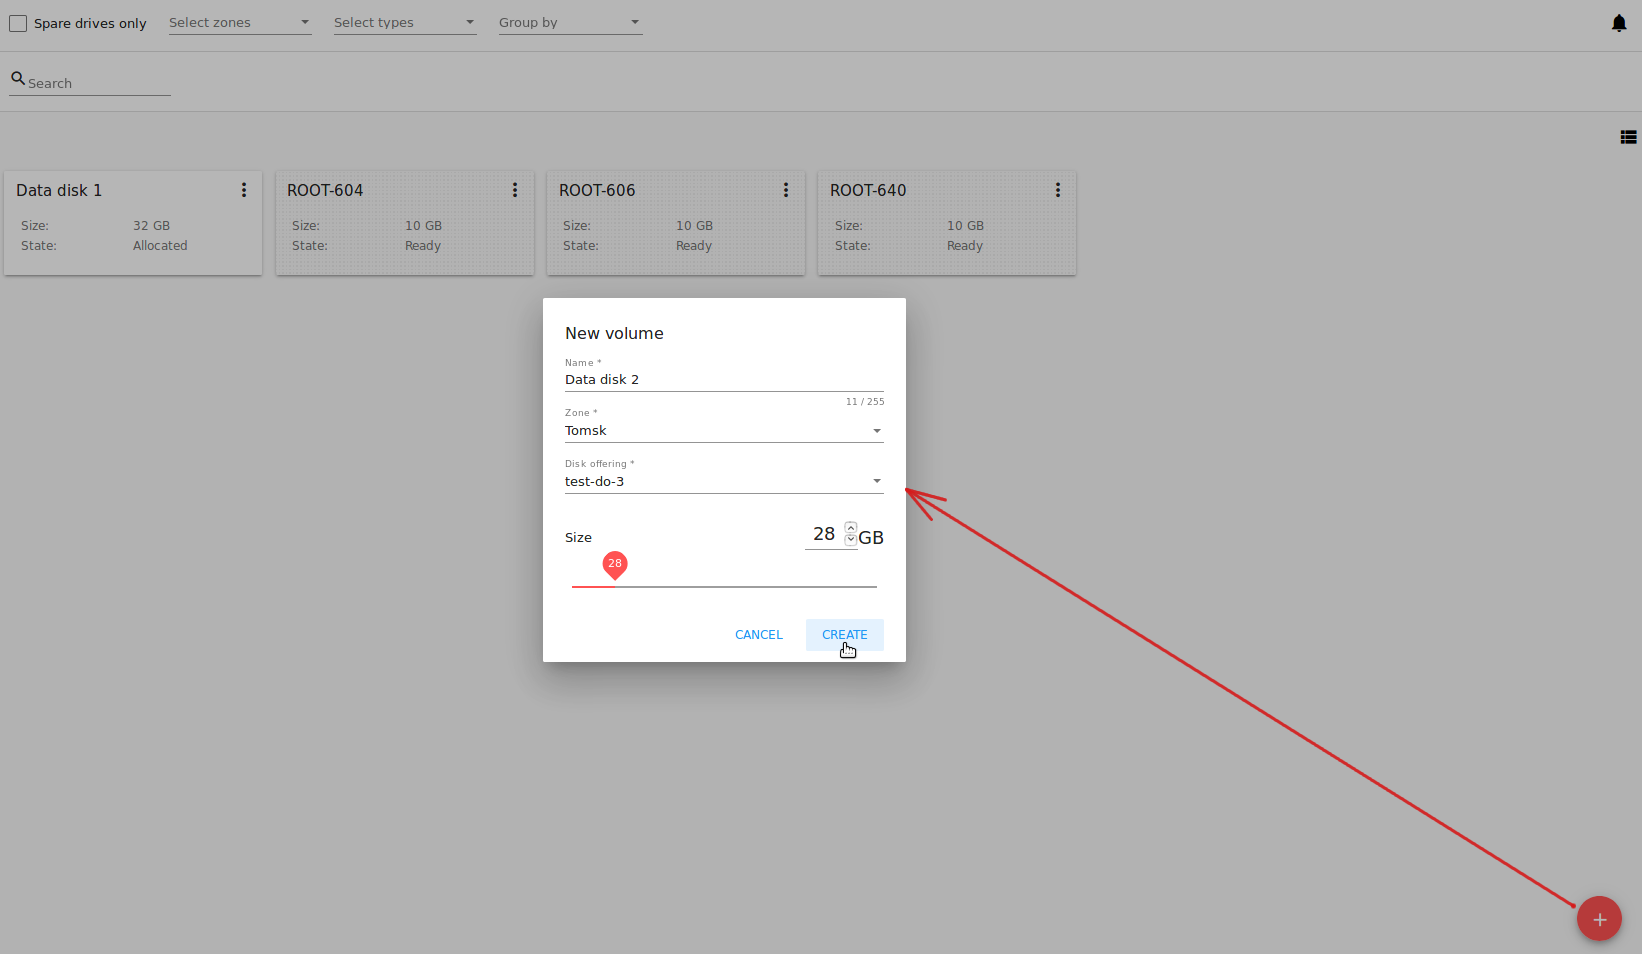 Spare drives only Select zones Select types Group by
Search
Data disk 1
Size: 32 GB
State: Allocated
ROOT-604
Size: 10 GB
State: Ready
ROOT-606
Size: 10 GB
State: Ready
ROOT-640
Size: 10 GB
State: Ready
New volume
Name *
Data disk 2
11 / 255
Zone *
Tomsk
Disk offering *
test-do-3
Size 28 GB
28
CANCEL CREATE